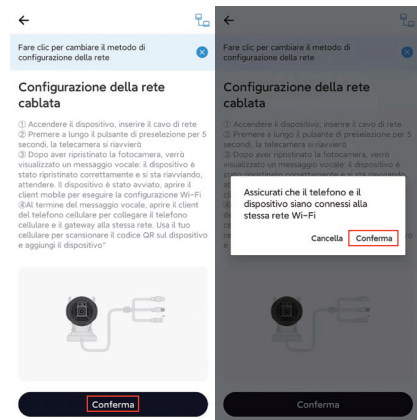 Fare clic per cambiare il metodo di
configurazione della rete
Configurazione della rete
cablata
① Accendere il dispositivo, inserire il cavo di rete
② Premere a lungo il pulsante di preselezione per 5
secondi, la telecamera si riavvierà
③ Dopo aver ripristinato la fotocamera, verrà
visualizzato un messaggio vocale: il dispositivo è
stato ripristinato correttamente e si sta riavviando,
attendere. Il dispositivo è stato avviato, aprire il
client mobile per eseguire la configurazione Wi-Fi
④Al termine del messaggio vocale, aprire il client
del telefono cellulare per collegare il telefono
cellulare e il gateway alla stessa rete. Usa il tuo
cellulare per scansionare il codice QR sul dispositivo
e aggiungi il dispositivo"
Conferma
Fare clic per cambiare il metodo di
configurazione della rete
Configurazione della rete
cablata
① Accendere il dispositivo, inserire il cavo di rete
② Premere a lungo il pulsante di preselezione per 5
secondi, la telecamera si riavvierà
③ Dopo aver ripristinato la fotocamera, verrà
visualizzato un messaggio vocale: il dispositivo è
stato ripristinato correttamente e si sta riavviando,
Assicurati che il telefono e il
dispositivo siano connessi alla
stessa rete Wi-Fi
Cancella Conferma
Conferma